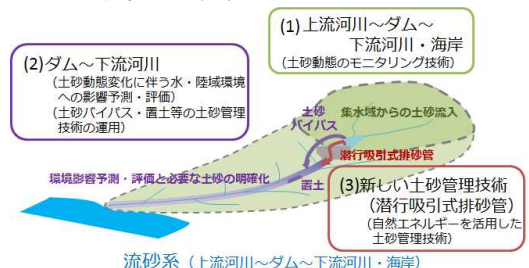 (1)上流河川～ダム～
下流河川・海岸
(土砂動態のモニタリング技術)
(2)ダム～下流河川
(土砂動態変化に伴う水・陸域環境
への影響予測・評価)
(土砂バイパス・置土等の土砂管理
技術の運用)
土砂
バイパス
集水域からの土砂流入
潜行吸引式排砂管
環境影響予測・評価と必要な土砂の明確化
置土
(3)新しい土砂管理技術
(潜行吸引式排砂管)
(自然エネルギーを活用した
土砂管理技術)
流砂系(上流河川～ダム～下流河川・海岸)